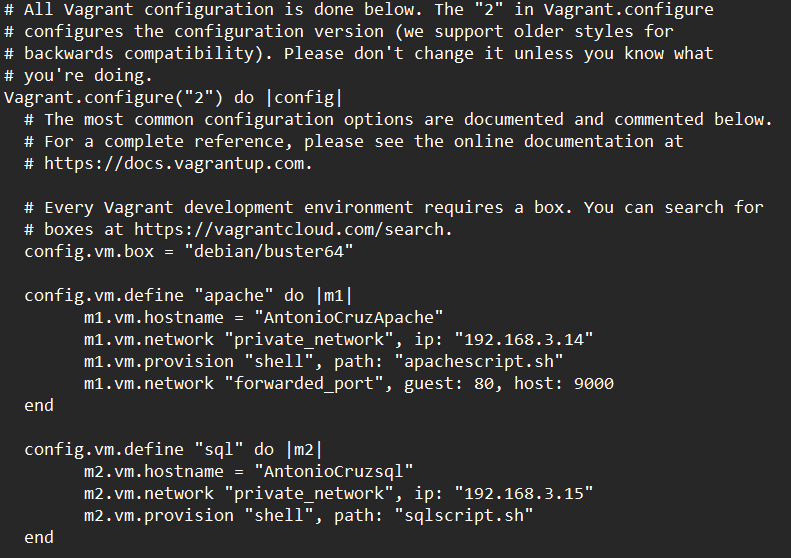 # All Vagrant configuration is done below. The "2" in Vagrant.configure
# configures the configuration version (we support older styles for
# backwards compatibility). Please don't change it unless you know what
# you're doing.
Vagrant.configure("2") do |config|
  # The most common configuration options are documented and commented below.
  # For a complete reference, please see the online documentation at
  # https://docs.vagrantup.com.

  # Every Vagrant development environment requires a box. You can search for
  # boxes at https://vagrantcloud.com/search.
  config.vm.box = "debian/buster64"

  config.vm.define "apache" do |m1|
        m1.vm.hostname = "AntonioCruzApache"
        m1.vm.network "private_network", ip: "192.168.3.14"
        m1.vm.provision "shell", path: "apachescript.sh"
        m1.vm.network "forwarded_port", guest: 80, host: 9000
  end

  config.vm.define "sql" do |m2|
        m2.vm.hostname = "AntonioCruzsql"
        m2.vm.network "private_network", ip: "192.168.3.15"
        m2.vm.provision "shell", path: "sqlscript.sh"
  end